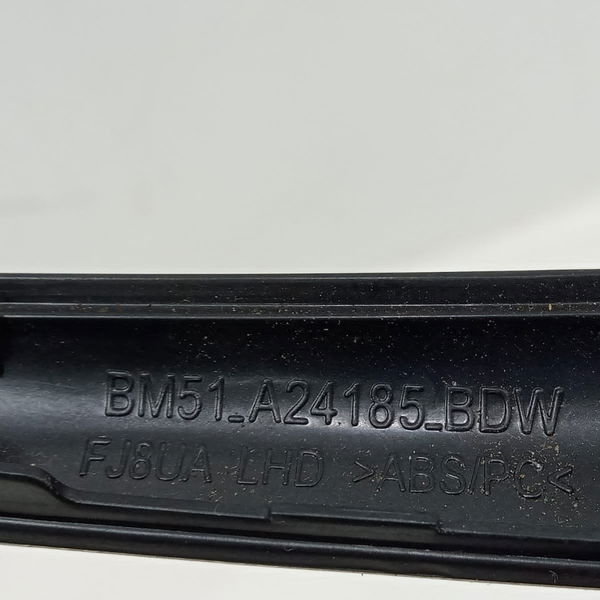 BM51_A24185_BDW
FJ8UA LHD >ABS/PC<